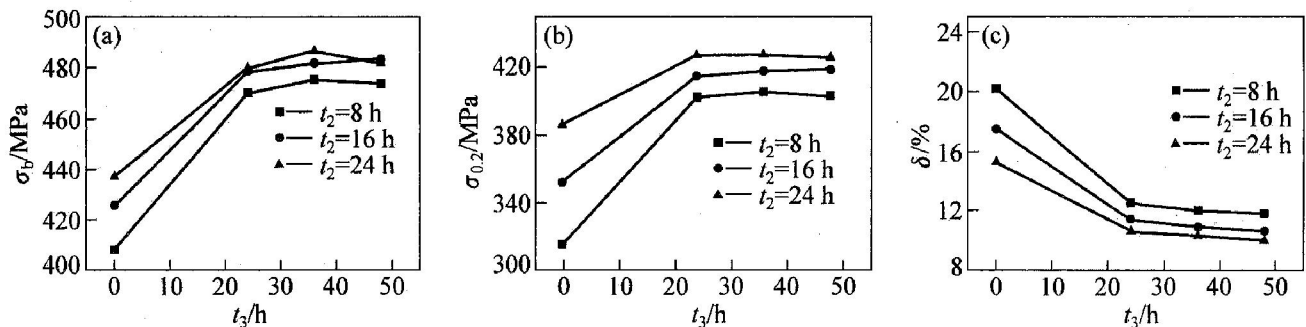 (a)
σb/MPa
500
480
460
440
420
400
t2=8 h
t2=16 h
t2=24 h
0 10 20 30 40 50
t3/h
(b)
σ0.2/MPa
420
380
340
300
t2=8 h
t2=16 h
t2=24 h
0 10 20 30 40 50
t3/h
(c)
δ/%
24
20
16
12
8
t2=8 h
t2=16 h
t2=24 h
0 10 20 30 40 50
t3/h